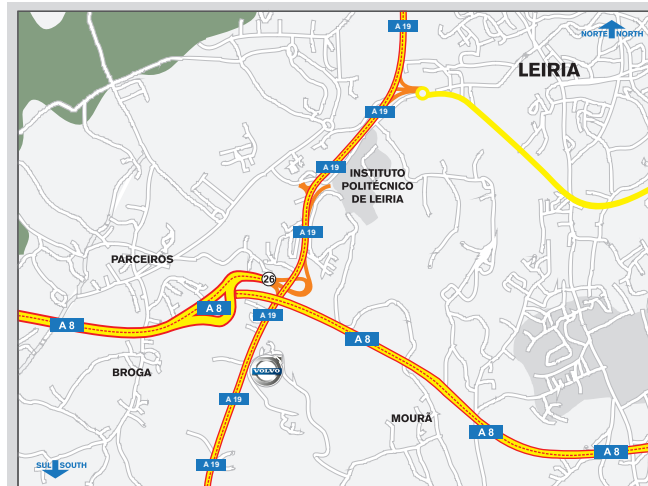 A 19
NORTE NORTH
LEIRIA
A 19
A 19
INSTITUTO
POLITÉCNICO
DE LEIRIA
A 19
PARCEIROS
26
A 8
A 19
A 8
A 8
BROGA
VOLVO
A 19
MOURÃ
A 8
A 8
A 19
SUL SOUTH